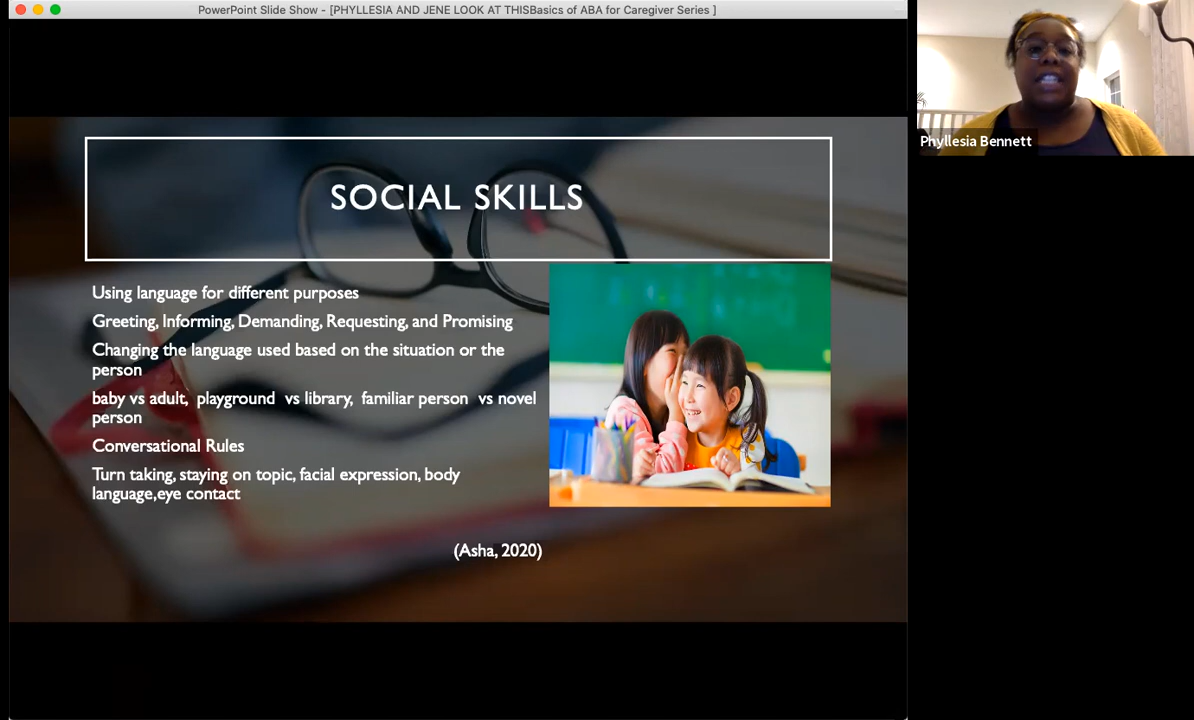 PowerPoint Slide Show - [PHYLLESIA AND JENE LOOK AT THISBasics of ABA for Caregiver Series ]
Phyllesia Bennett
SOCIAL SKILLS
Using language for different purposes
Greeting, Informing, Demanding, Requesting, and Promising
Changing the language used based on the situation or the
person
baby vs adult, playground vs library, familiar person vs novel
person
Conversational Rules
Turn taking, staying on topic, facial expression, body
language,eye contact
(Asha, 2020)